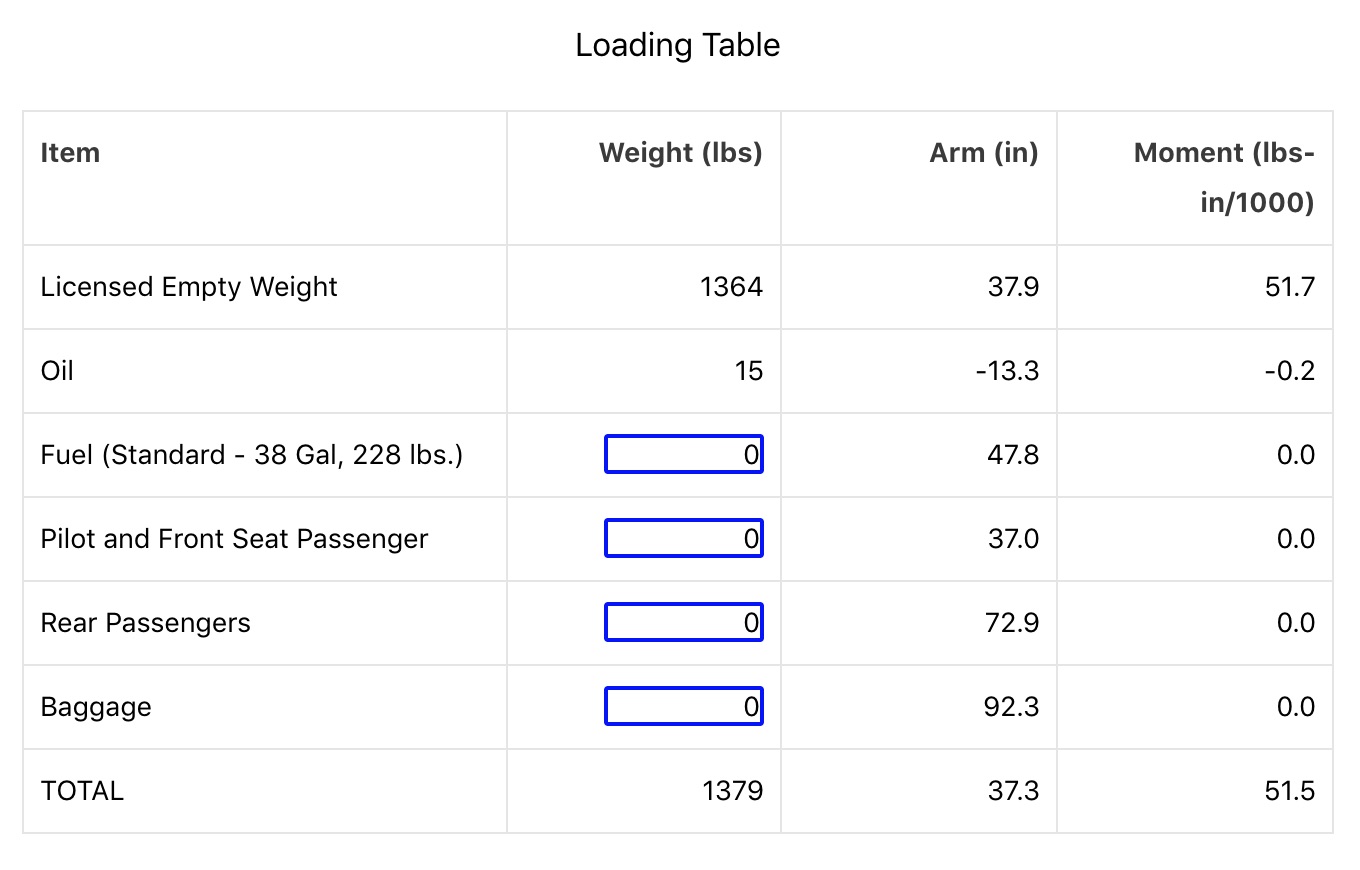 Loading Table
Item Weight (lbs) Arm (in) Moment (lbs-
in/1000)
Licensed Empty Weight 1364 37.9 51.7
Oil 15 -13.3 -0.2
Fuel (Standard - 38 Gal, 228 lbs.) 0 47.8 0.0
Pilot and Front Seat Passenger 0 37.0 0.0
Rear Passengers 0 72.9 0.0
Baggage 0 92.3 0.0
TOTAL 1379 37.3 51.5